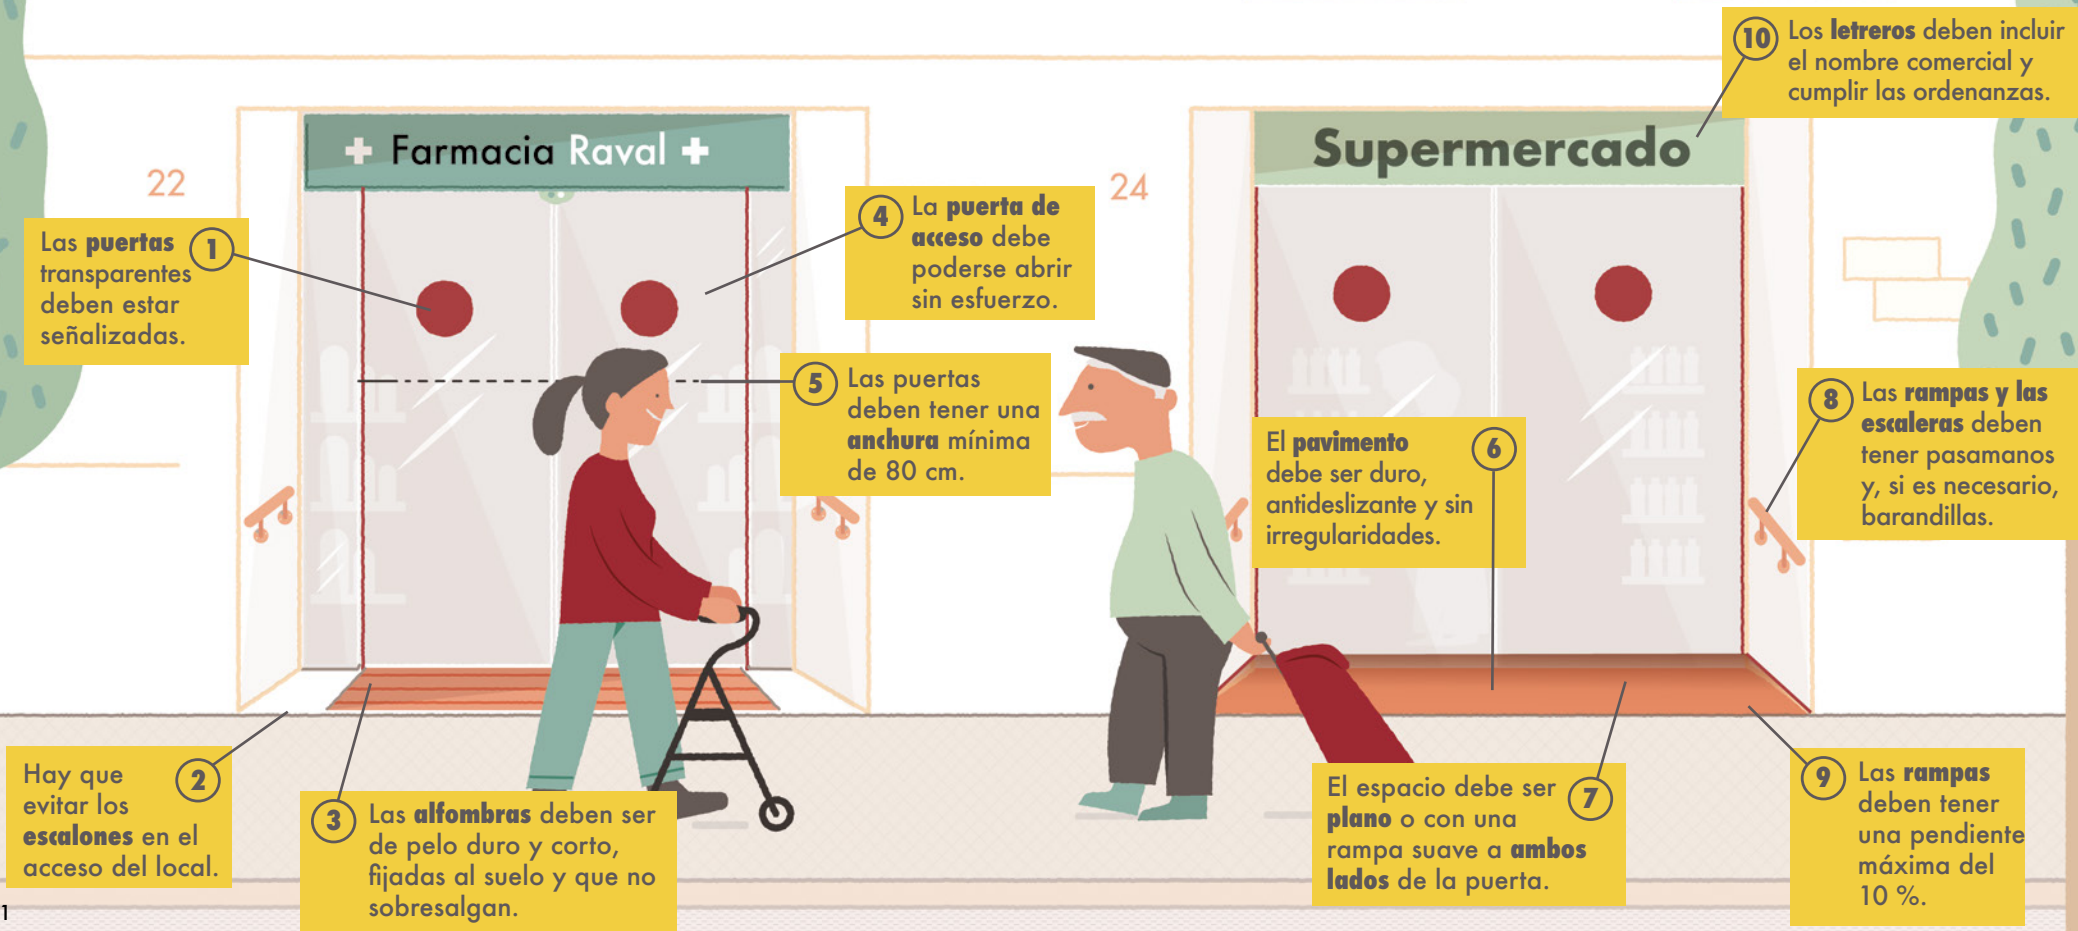 10 Los letreros deben incluir
el nombre comercial y
cumplir las ordenanzas.
+ Farmacia Raval +
Supermercado
22
24
Las puertas 1
transparentes
deben estar
señalizadas.
4 La puerta de
acceso debe
poderse abrir
sin esfuerzo.
5 Las puertas
deben tener una
anchura mínima
de 80 cm.
El pavimento 6
debe ser duro,
antideslizante y sin
irregularidades.
8 Las rampas y las
escaleras deben
tener pasamanos
y, si es necesario,
barandillas.
Hay que 2
evitar los
escalones en el
acceso del local.
3 Las alfombras deben ser
de pelo duro y corto,
fijadas al suelo y que no
sobresalgan.
El espacio debe ser 7
plano o con una
rampa suave a ambos
lados de la puerta.
9 Las rampas
deben tener
una pendiente
máxima del
10 %.
1